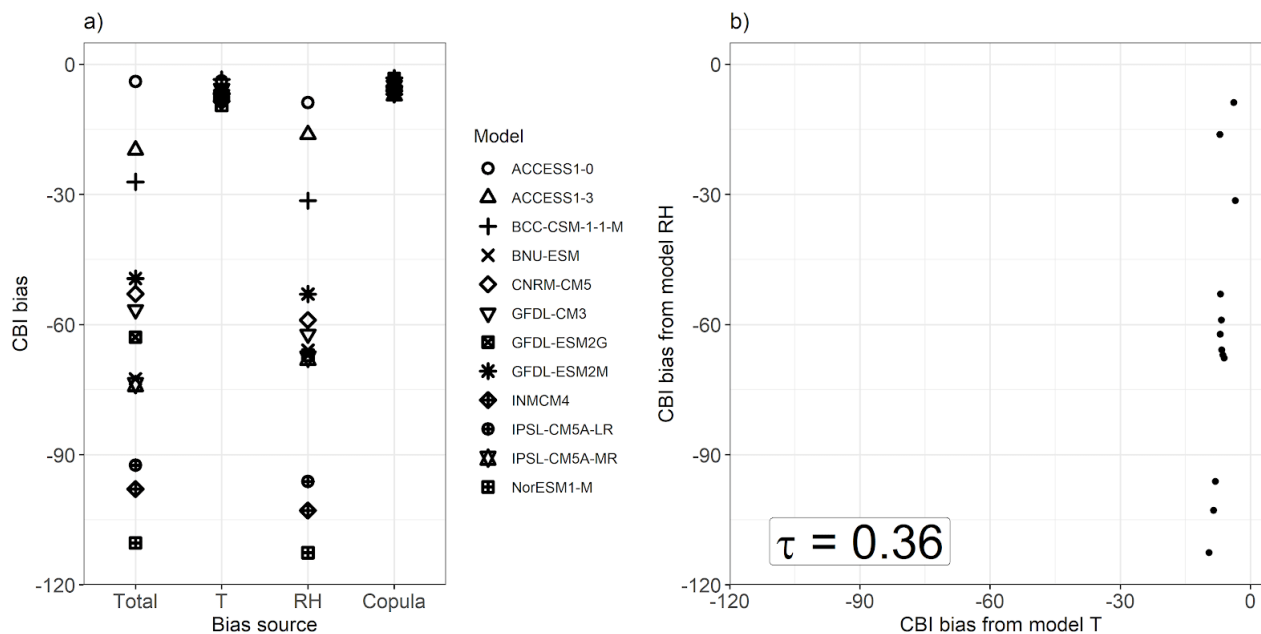 a)
0
-30
-60
-90
-120
CBI bias
Total T RH Copula
Bias source
Model
ACCESS1-0
ACCESS1-3
BCC-CSM-1-1-M
BNU-ESM
CNRM-CM5
GFDL-CM3
GFDL-ESM2G
GFDL-ESM2M
INMCM4
IPSL-CM5A-LR
IPSL-CM5A-MR
NorESM1-M
b)
0
-30
-60
-90
-120
CBI bias from model RH
τ = 0.36
-120 -90 -60 -30 0
CBI bias from model T